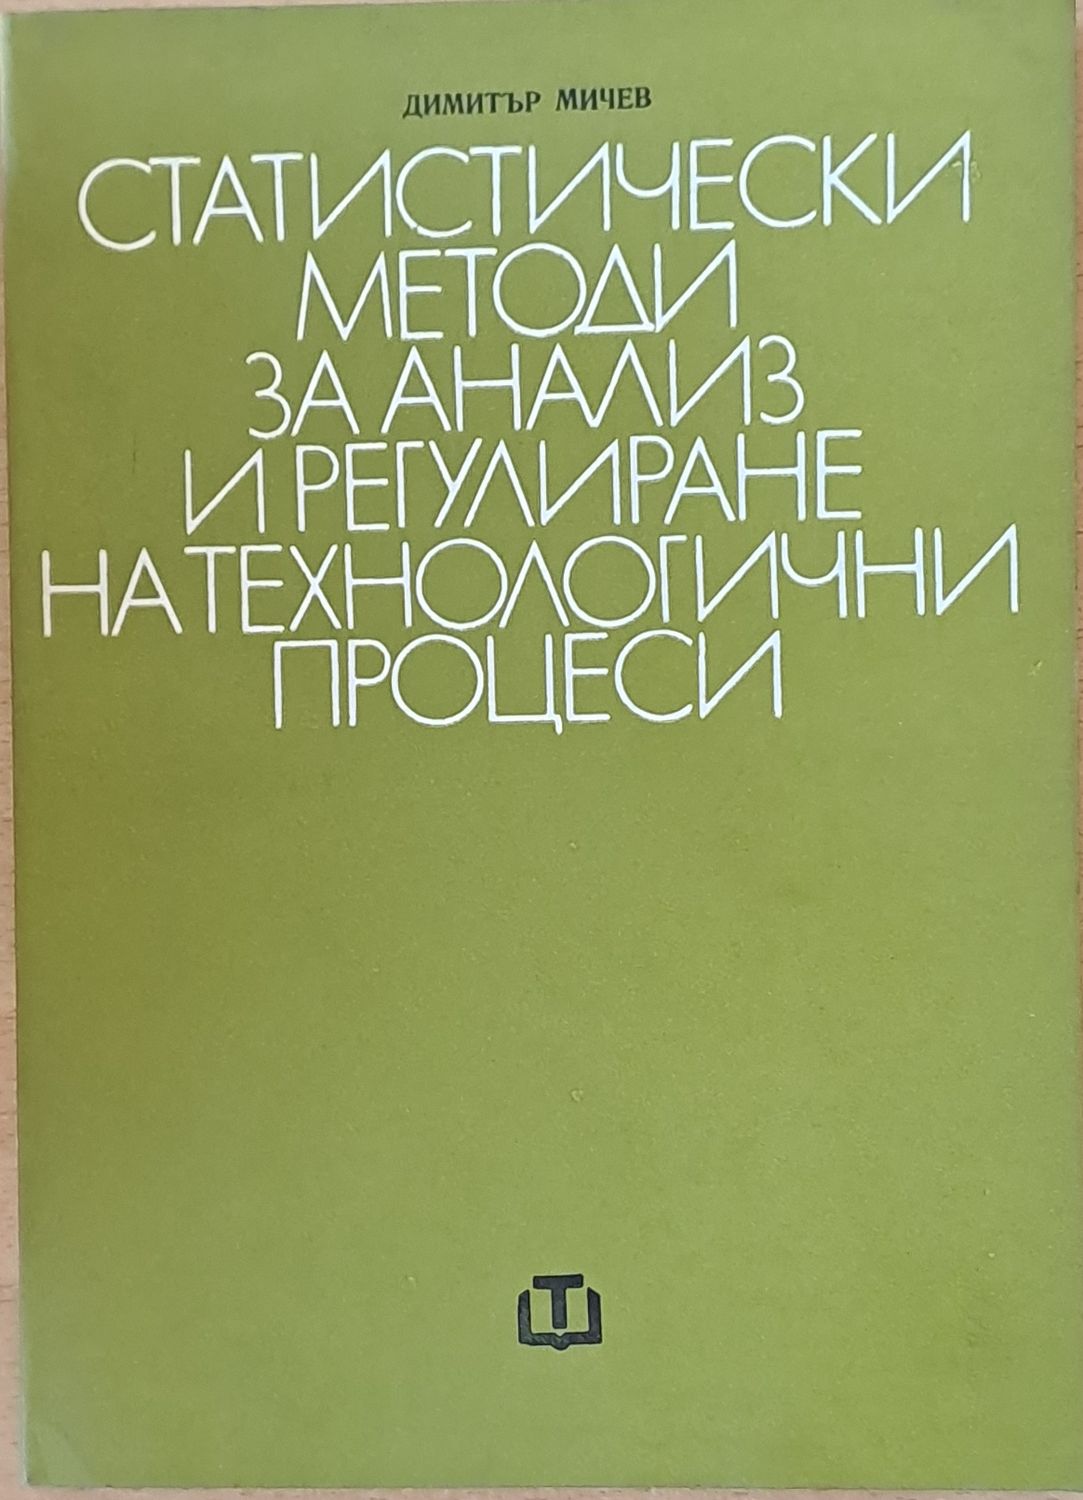 ДИМИТЪР МИЧЕВ
СТАТИСТИЧЕСКИ
МЕТОДИ
ЗА АНАЛИЗ
И РЕГУЛИРАНЕ
НА ТЕХНОЛОГИЧНИ
ПРОЦЕСИ
Т